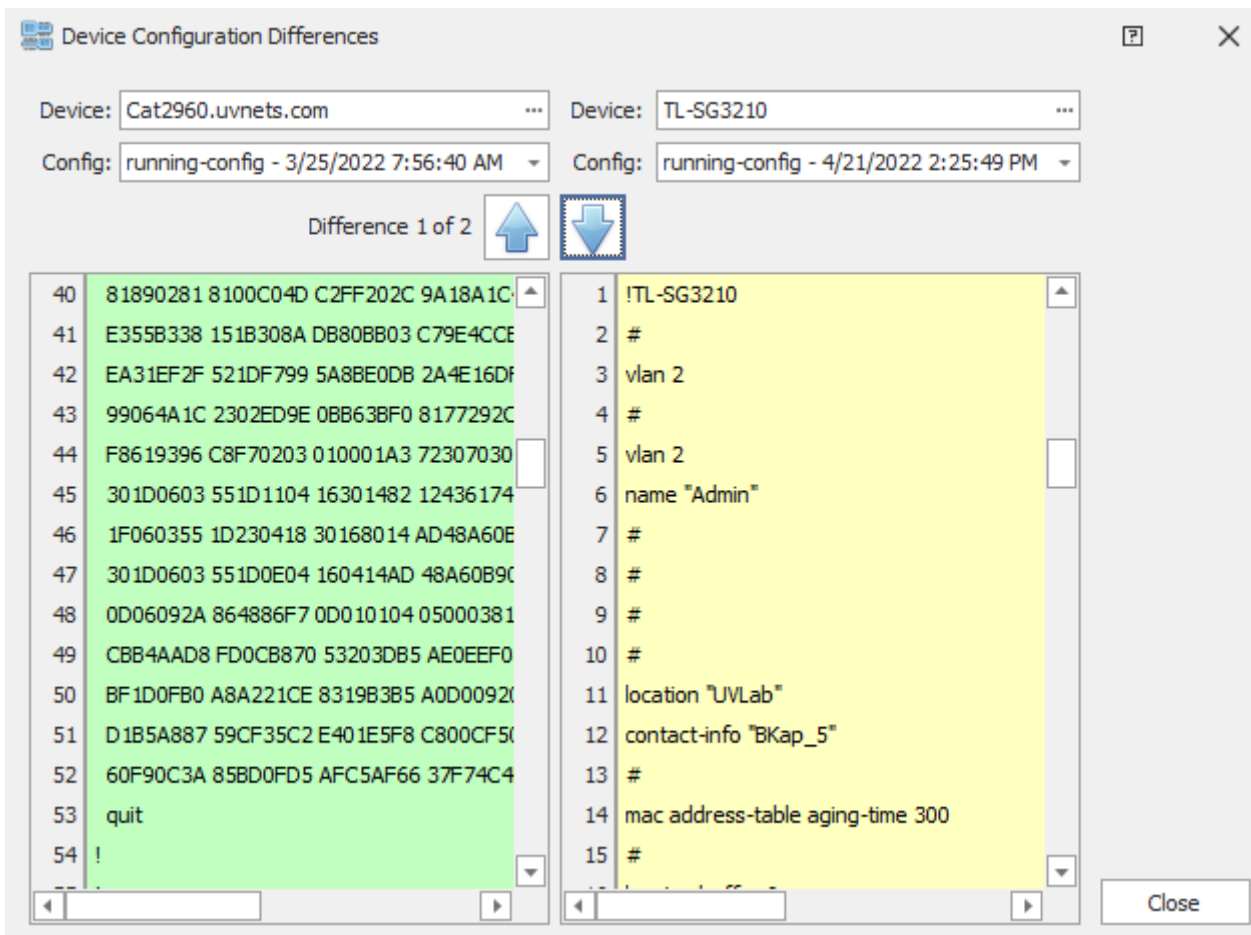 Device Configuration Differences
Device: Cat2960.uvnets.com ... Device: TL-SG3210 ...
Config: running-config - 3/25/2022 7:56:40 AM Config: running-config - 4/21/2022 2:25:49 PM
Difference 1 of 2
40 81890281 8100C04D C2FF202C 9A18A1C
41 E355B338 151B308A DB80BB03 C79E4CCE
42 EA31EF2F 521DF799 5A8BE0DB 2A4E16DF
43 99064A1C 2302ED9E 0BB63BF0 8177292C
44 F8619396 C8F70203 010001A3 72307030
45 301D0603 551D1104 16301482 12436174
46 1F060355 1D230418 30168014 AD48A60B
47 301D0603 551D0E04 160414AD 48A60B90
48 0D06092A 864886F7 0D010104 05000381
49 CBB4AAD8 FD0CB870 53203DB5 AE0EEF0
50 BF1D0FB0 A8A221CE 8319B3B5 A0D00920
51 D1B5A887 59CF35C2 E401E5F8 C800CF50
52 60F90C3A 85BD0FD5 AFC5AF66 37F74C4
53 quit
54 !
1 !TL-SG3210
2 #
3 vlan 2
4 #
5 vlan 2
6 name "Admin"
7 #
8 #
9 #
10 #
11 location "UVLab"
12 contact-info "BKap_5"
13 #
14 mac address-table aging-time 300
15 #
Close